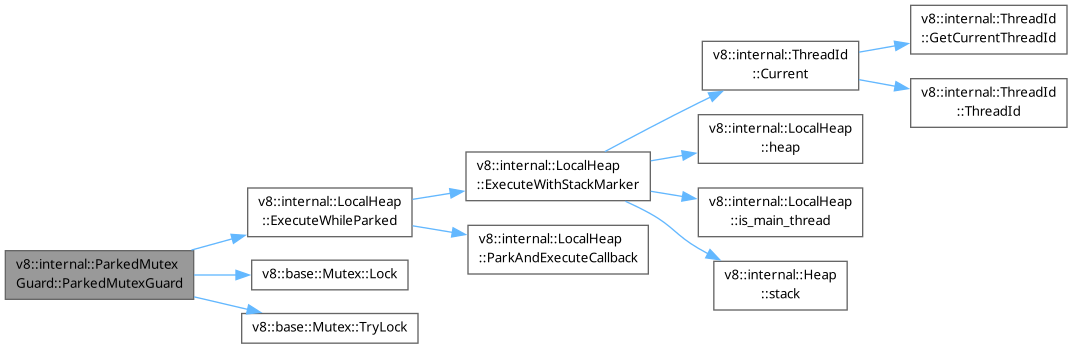 v8::internal::ParkedMutex
Guard::ParkedMutexGuard
v8::internal::LocalHeap
::ExecuteWhileParked
v8::base::Mutex::Lock
v8::base::Mutex::TryLock
v8::internal::LocalHeap
::ExecuteWithStackMarker
v8::internal::LocalHeap
::ParkAndExecuteCallback
v8::internal::ThreadId
::Current
v8::internal::LocalHeap
::heap
v8::internal::LocalHeap
::is_main_thread
v8::internal::Heap
::stack
v8::internal::ThreadId
::GetCurrentThreadId
v8::internal::ThreadId
::ThreadId